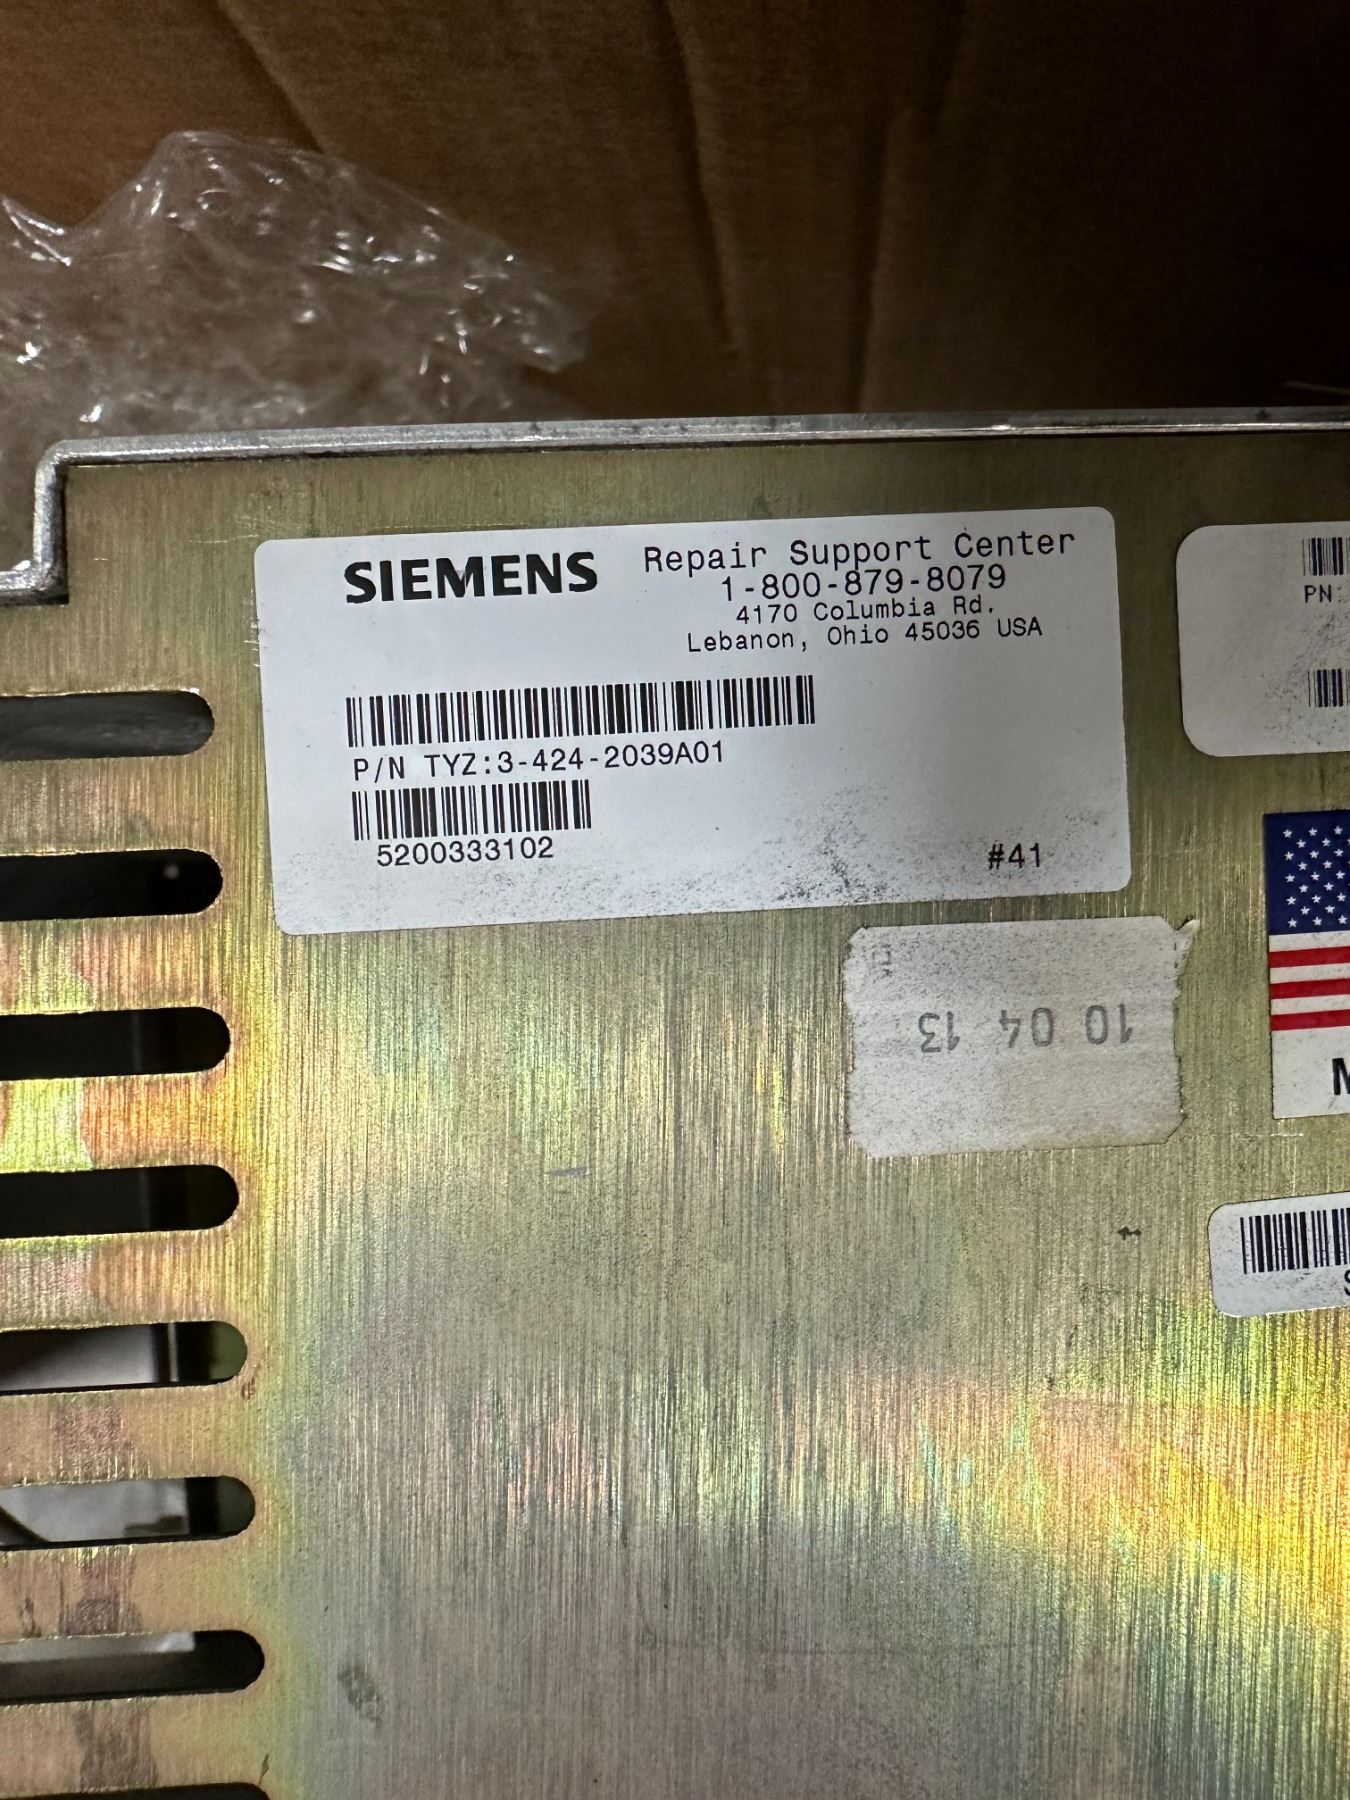 SIEMENS
Repair Support Center
1-800-879-8079
4170 Columbia Rd.
Lebanon, Ohio 45036 USA
P/N TYZ:3-424-2039A01
5200333102
#41
PN:
10 04 13
M
S